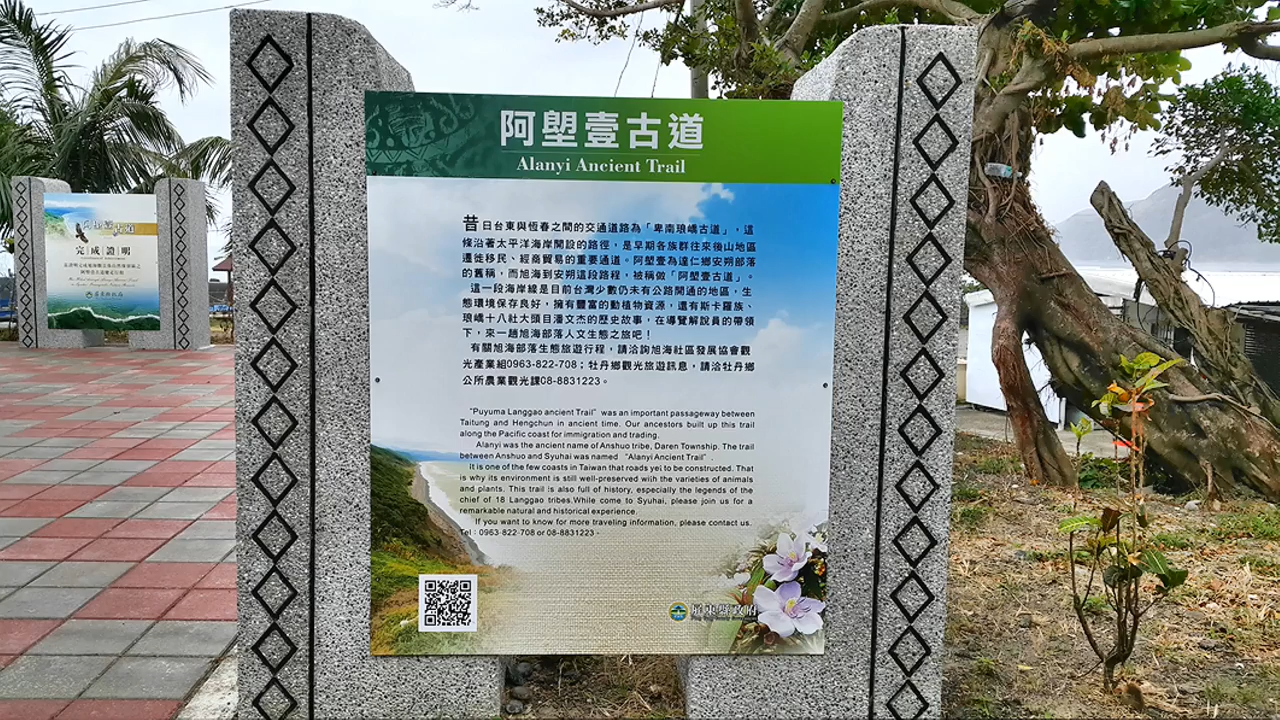 阿塱壹古道
Alanyi Ancient Trail
昔日台東與恆春之間的交通道路為「卑南琅嶠古道」，這
條沿著太平洋海岸開設的路徑，是早期各族群往來後山地區
遷徙移民、銀藝貿易的重要通道。阿塱壹為達仁鄉安朔部落
的舊稱，而旭海到安朔這段路程，被稱做「阿塱壹古道」。
這一段海岸線是目前台灣少數仍未有公路開通的地區，生
態環境保存良好，擁有豐富的動植物資源，還有斯卡羅族、
琅嶠十八社大頭目潘文杰的歷史故事，在導覽解說員的帶領
下，來一趟旭海部落人文生態之旅吧！
有關旭海部落生態旅遊行程，請洽詢旭海社區發展協會觀
光產業組0963-822-708；牡丹鄉觀光旅遊訊息，請洽牡丹鄉
公所農業觀光課08-8831223。
"Puyuma Langgao ancient Trail" was an important passageway between
Taitung and Hengchun in ancient time. Our ancestors built up this trail
along the Pacific coast for immigration and trading.
Alanyi was the ancient name of Anshuo tribe, Daren Township. The trail
between Anshuo and Syuhai was named "Alanyi Ancient Trail".
It is one of the few coasts in Taiwan that roads yet to be constructed. That
is why its environment is still well-preserved with the varieties of animals
and plants. This trail is also full of history, especially the legends of the
chief of 18 Langgao tribes.While come to Syuhai, please join us for a
remarkable natural and historical experience.
If you want to know for more traveling information, please contact us.
Tel：0963-822-708 or 08-8831223。
屏東縣政府
阿塱壹古道
完成證明